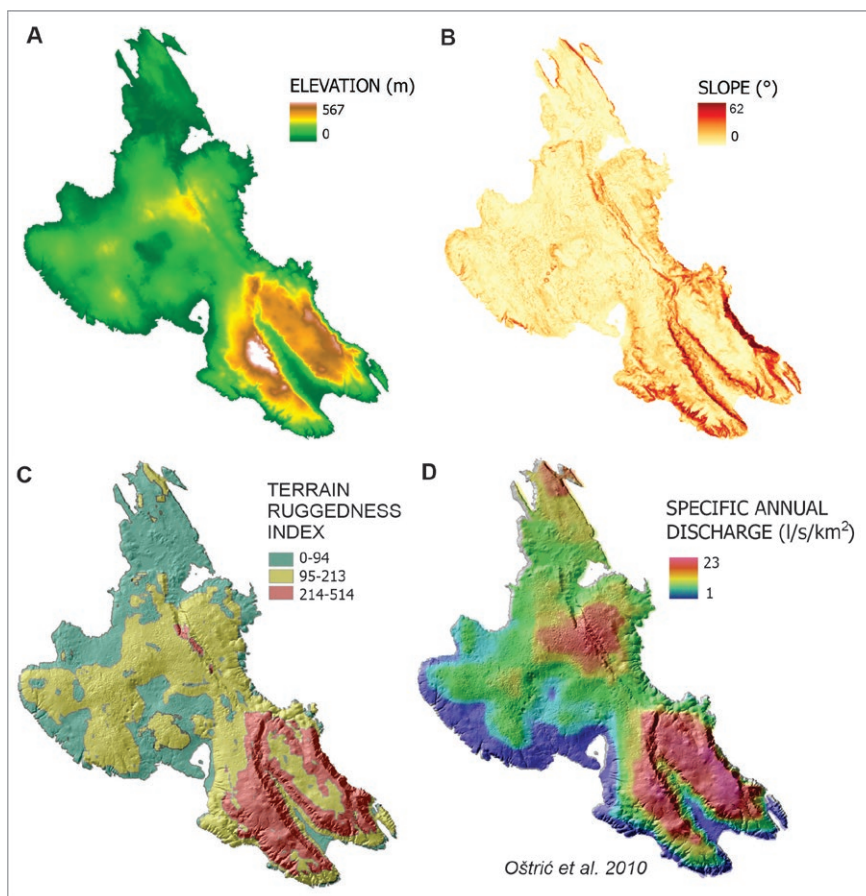 A
ELEVATION (m)
567
0
B
SLOPE (°)
62
0
C
TERRAIN
RUGGEDNESS
INDEX
0-94
95-213
214-514
D
SPECIFIC ANNUAL
DISCHARGE (l/s/km²)
23
1
Oštrić et al. 2010